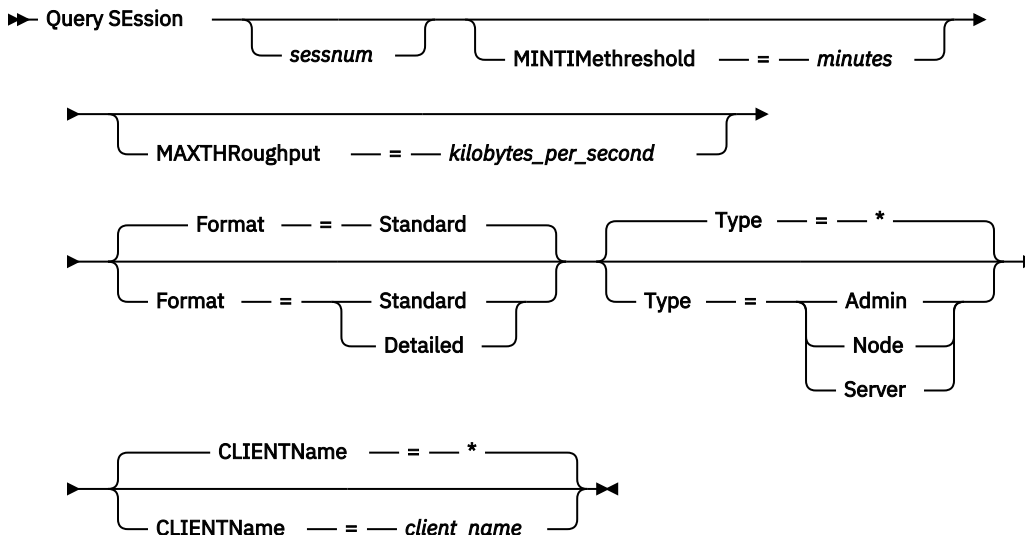 Query SEssion
sessnum
MINTIMethreshold = minutes
MAXTHRoughput = kilobytes_per_second
Format = Standard
Type = *
Format = Standard
Detailed
Type = Admin
Node
Server
CLIENTName = *
CLIENTName = client_name